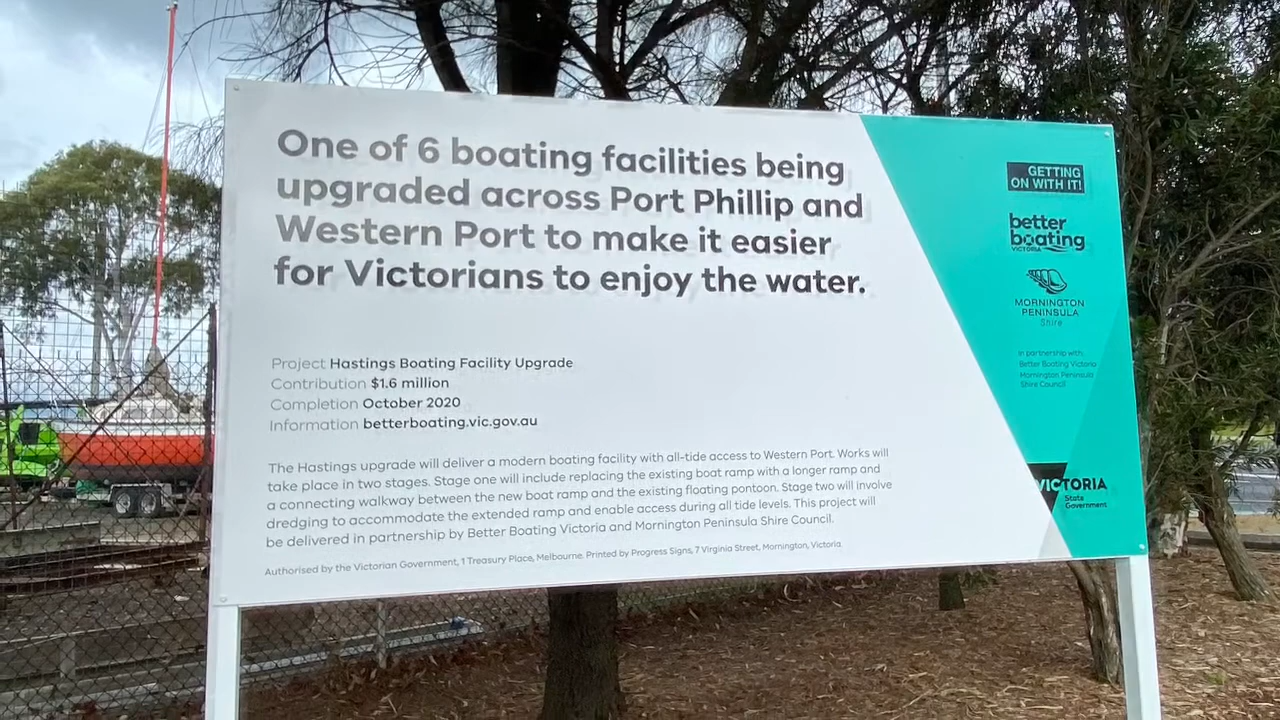 One of 6 boating facilities being
upgraded across Port Phillip and
Western Port to make it easier
for Victorians to enjoy the water.
Project Hastings Boating Facility Upgrade
Contribution $1.6 million
Completion October 2020
Information betterboating.vic.gov.au
The Hastings upgrade will deliver a modern boating facility with all-tide access to Western Port. Works will
take place in two stages. Stage one will include replacing the existing boat ramp with a longer ramp and
a connecting walkway between the new boat ramp and the existing floating pontoon. Stage two will involve
dredging to accommodate the extended ramp and enable access during all tide levels. This project will
be delivered in partnership by Better Boating Victoria and Mornington Peninsula Shire Council.
Authorised by the Victorian Government, 1 Treasury Place, Melbourne. Printed by Progress Signs, 7 Virginia Street, Mornington, Victoria.
GETTING
ON WITH IT!
better
boating
VICTORIA
MORNINGTON
PENINSULA
Shire
In partnership with:
Better Boating Victoria
Mornington Peninsula
Shire Council
VICTORIA
State
Government